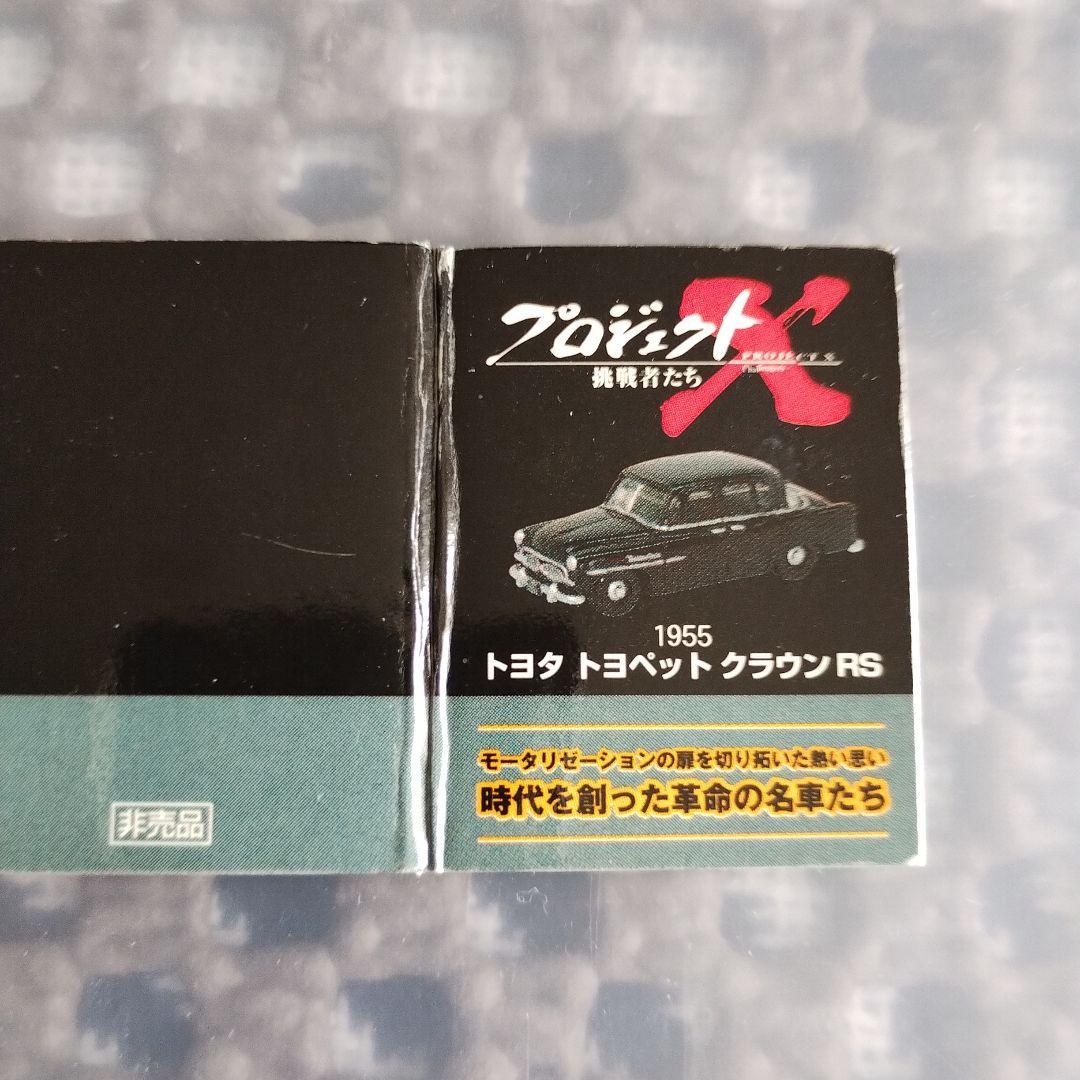 プロジェクトX
PROJECT X
挑戦者たち
1955
トヨタ トヨペット クラウン RS
モータリゼーションの扉を切り拓いた熱い思い
時代を創った革命の名車たち
非売品